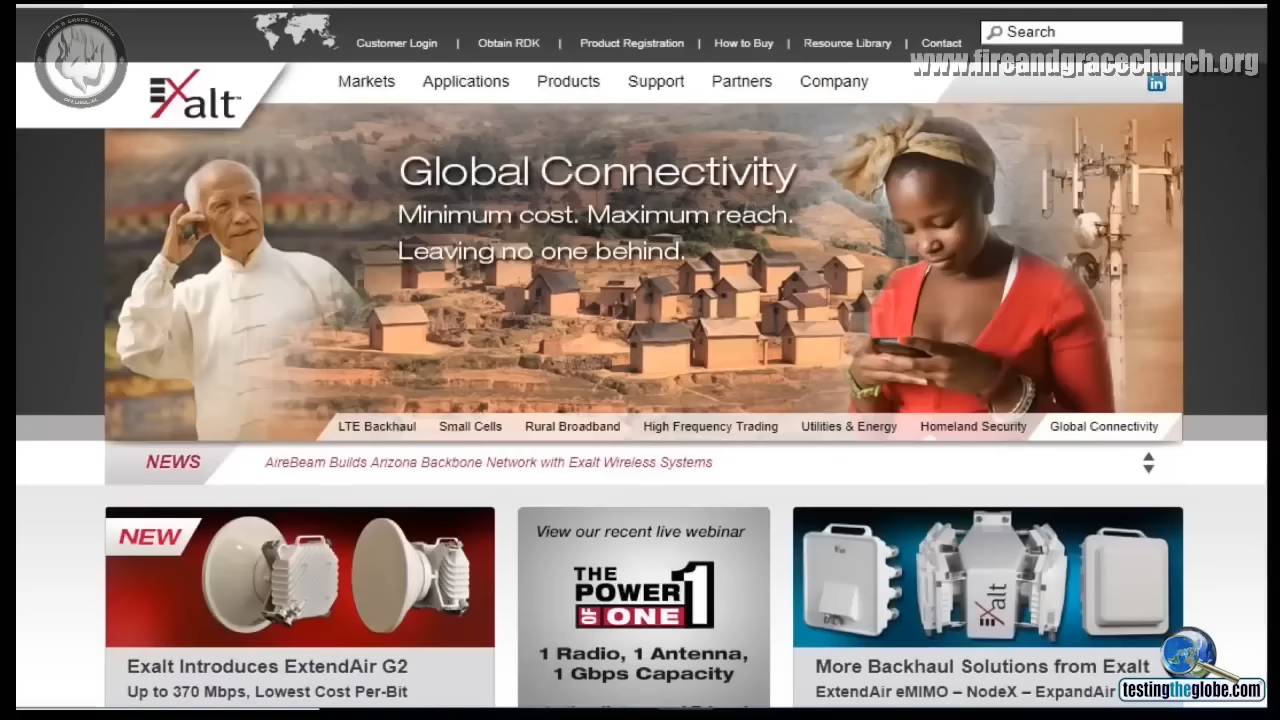 FIRE & GRACE CHURCH
Customer Login | Obtain RDK | Product Registration | How to Buy | Resource Library | Contact
Search
www.fireandgracechurch.org
Exalt™
Markets Applications Products Support Partners Company
in
Global Connectivity
Minimum cost. Maximum reach.
Leaving no one behind.
LTE Backhaul Small Cells Rural Broadband High Frequency Trading Utilities & Energy Homeland Security Global Connectivity
NEWS
AireBeam Builds Arizona Backbone Network with Exalt Wireless Systems
NEW
View our recent live webinar
THE
POWER
OF ONE 1
1 Radio, 1 Antenna,
1 Gbps Capacity
Exalt
Exalt Introduces ExtendAir G2
Up to 370 Mbps, Lowest Cost Per-Bit
More Backhaul Solutions from Exalt
ExtendAir eMIMO – NodeX – ExpandAir
testingtheglobe.com